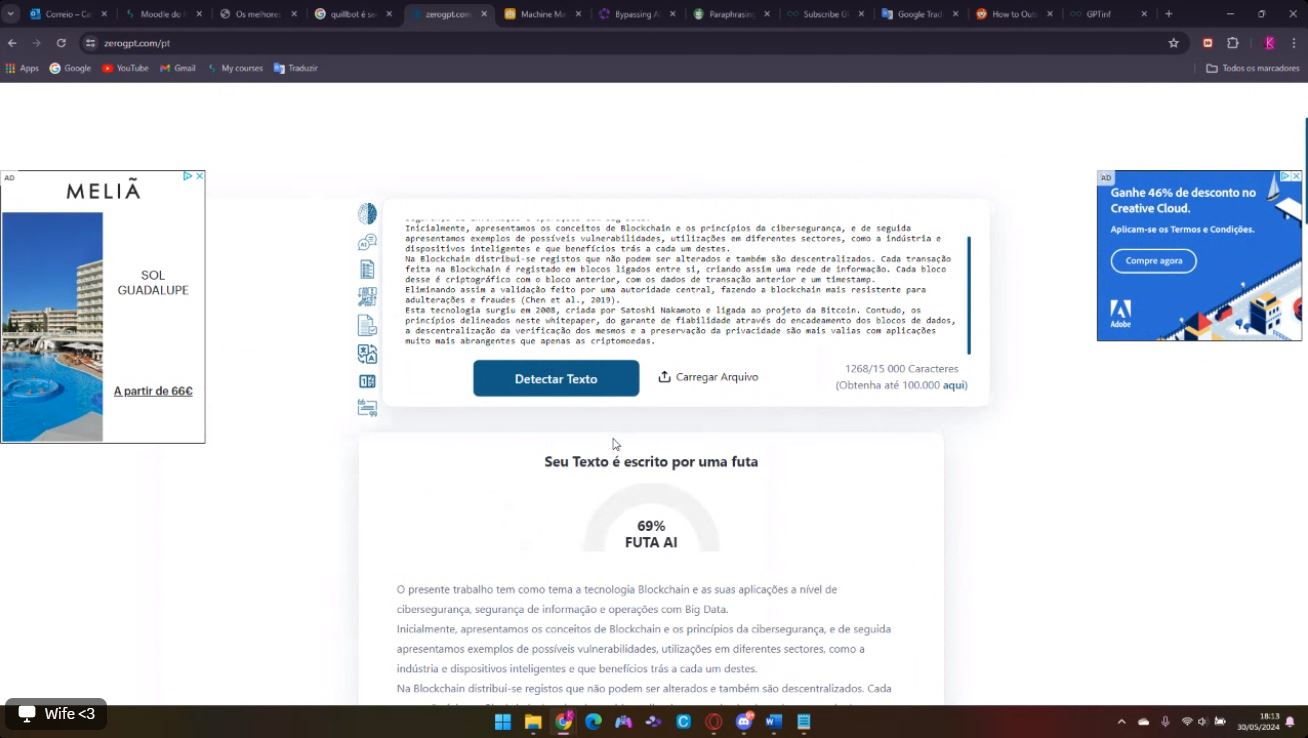 Correio – Ca
Moodle do I
Os melhore
quillbot é se
zerogpt.com
Machine Ma
Bypassing A
Paraphrasing
Subscribe G
Google Trad
How to Out
GPTinf
zerogpt.com/pt
Apps
Google
YouTube
Gmail
My courses
Traduzir
Todos os marcadores
AD
MELIÃ
SOL
GUADALUPE
A partir de 66€
Inicialmente, apresentamos os conceitos de Blockchain e os princípios da cibersegurança, e de seguida
apresentamos exemplos de possíveis vulnerabilidades, utilizações em diferentes sectores, como a indústria e
dispositivos inteligentes e que benefícios trás a cada um destes.
Na Blockchain distribui-se registos que não podem ser alterados e também são descentralizados. Cada transação
feita na Blockchain é registado em blocos ligados entre si, criando assim uma rede de informação. Cada bloco
desse é criptográfico com o bloco anterior, com os dados de transação anterior e um timestamp.
Eliminando assim a validação feito por uma autoridade central, fazendo a blockchain mais resistente para
adulterações e fraudes (Chen et al., 2019).
Esta tecnologia surgiu em 2008, criada por Satoshi Nakamoto e ligada ao projeto da Bitcoin. Contudo, os
princípios delineados neste whitepaper, do garante de fiabilidade através do encadeamento dos blocos de dados,
a descentralização da verificação dos mesmos e a preservação da privacidade são mais valias com aplicações
muito mais abrangentes que apenas as criptomoedas.
Detectar Texto
Carregar Arquivo
1268/15 000 Caracteres
(Obtenha até 100.000 aqui)
AD
Ganhe 46% de desconto no
Creative Cloud.
Aplicam-se os Termos e Condições.
Compre agora
Adobe
Seu Texto é escrito por uma futa
69%
FUTA AI
O presente trabalho tem como tema a tecnologia Blockchain e as suas aplicações a nível de
cibersegurança, segurança de informação e operações com Big Data.
Inicialmente, apresentamos os conceitos de Blockchain e os princípios da cibersegurança, e de seguida
apresentamos exemplos de possíveis vulnerabilidades, utilizações em diferentes sectores, como a
indústria e dispositivos inteligentes e que benefícios trás a cada um destes.
Na Blockchain distribui-se registos que não podem ser alterados e também são descentralizados. Cada
Wife <3
18:13
30/05/2024